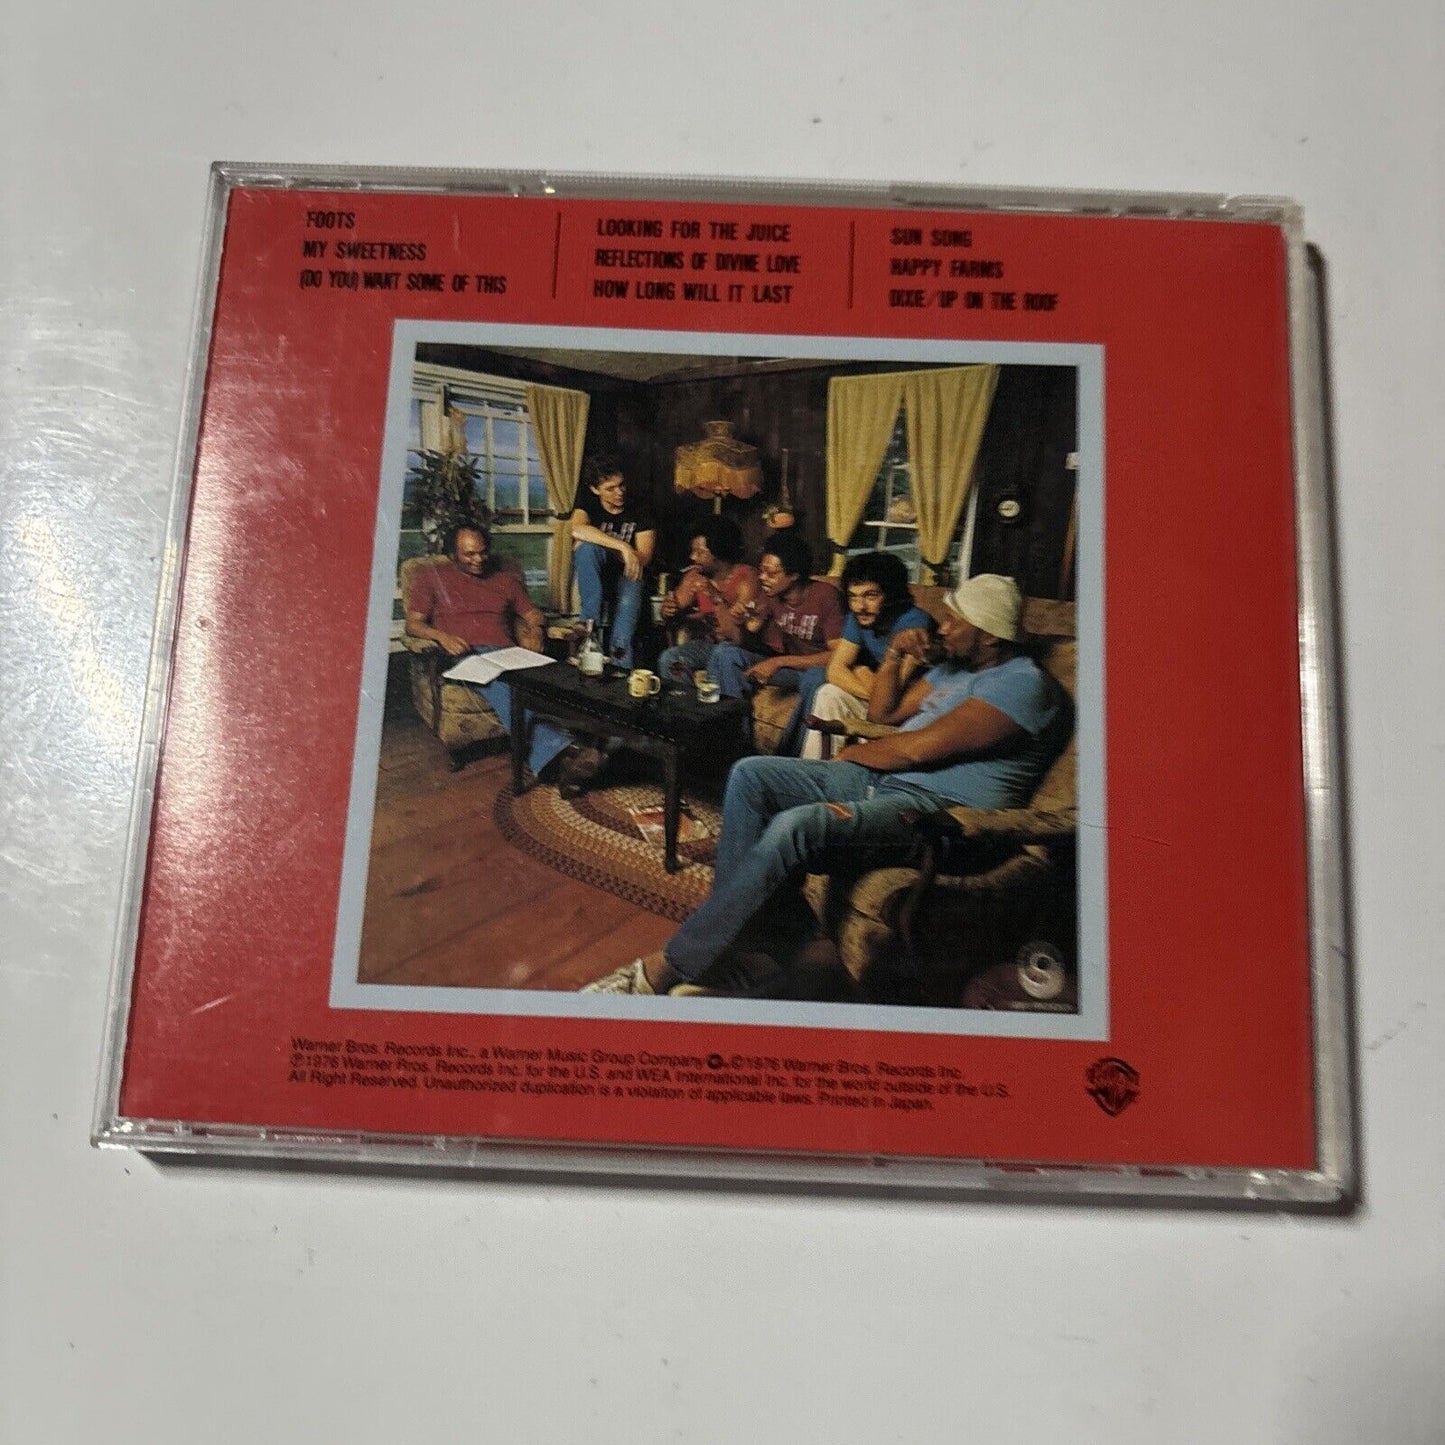 FOOTS
MY SWEETNESS
(DO YOU) WANT SOME OF THIS
LOOKING FOR THE JUICE
REFLECTIONS OF DIVINE LOVE
HOW LONG WILL IT LAST
SUN SONG
HAPPY FARMS
DIXIE/UP ON THE ROOF
Warner Bros. Records Inc., a Warner Music Group Company ©1976 Warner Bros. Records Inc.
℗1976 Warner Bros. Records Inc. for the U.S. and WEA International Inc. for the world outside of the U.S.
All Right Reserved. Unauthorized duplication is a violation of applicable laws. Printed in Japan.